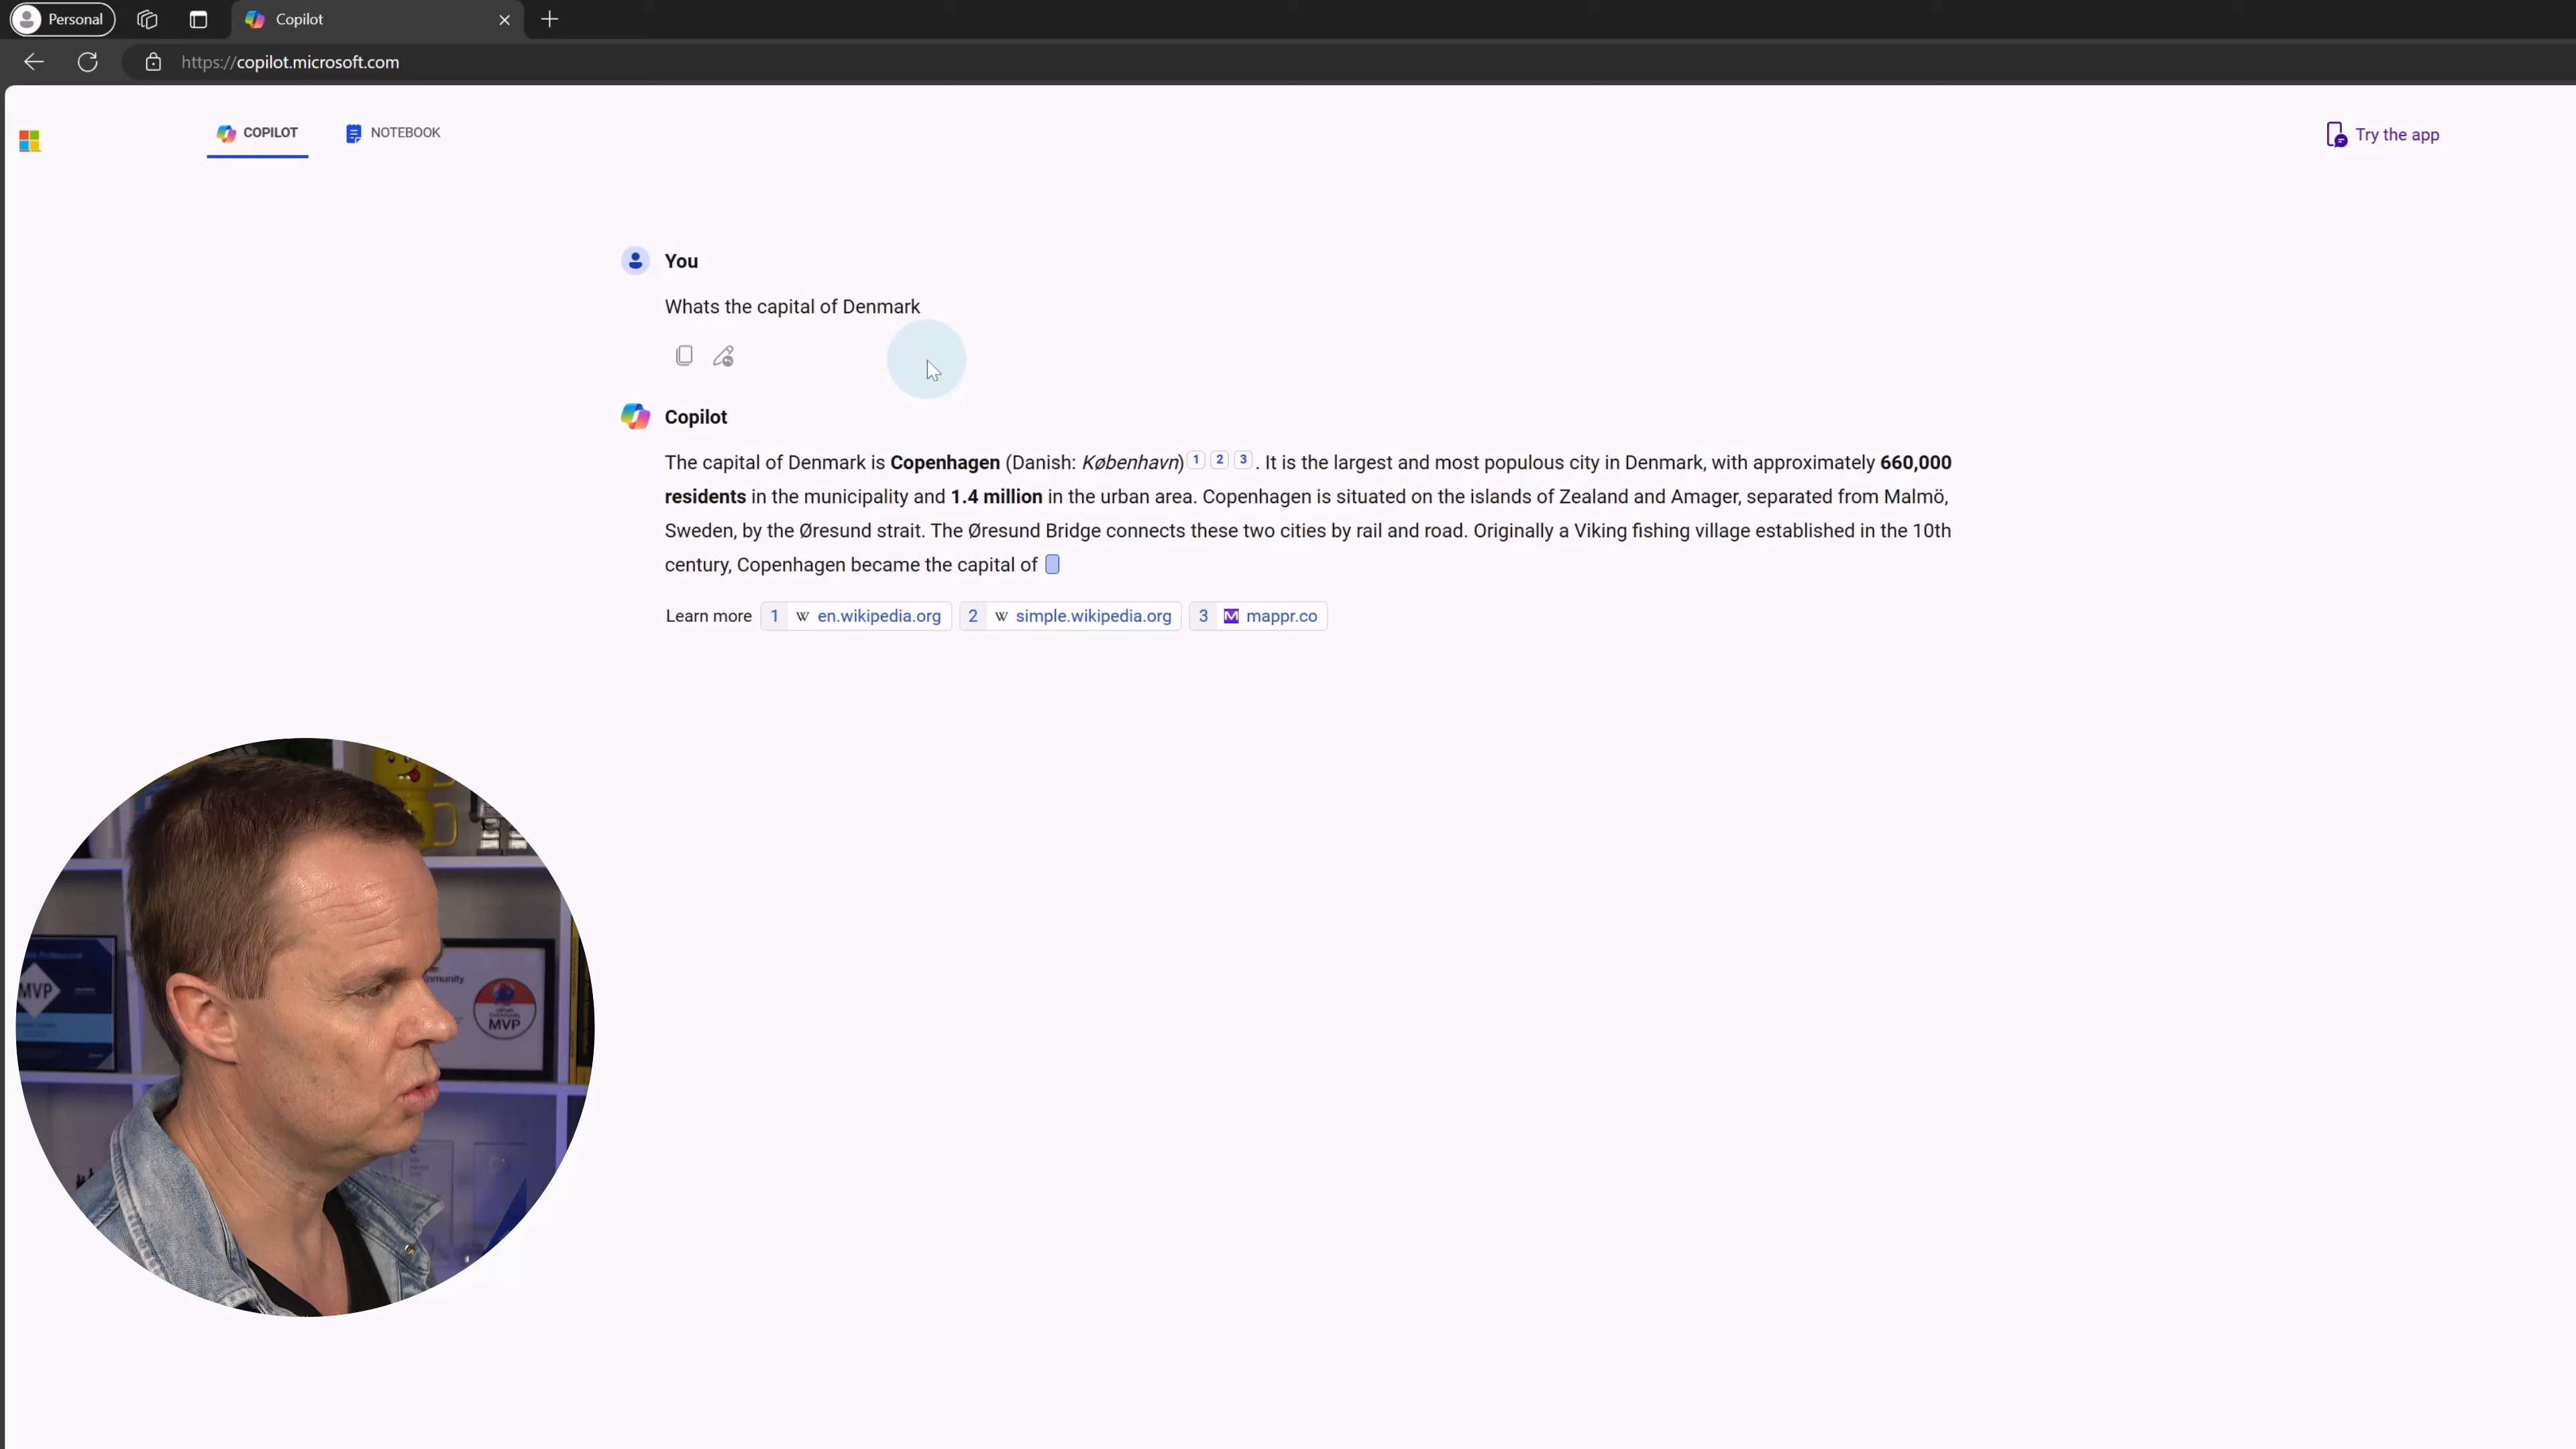 Personal
Copilot
https://copilot.microsoft.com
COPILOT
NOTEBOOK
Try the app
You
Whats the capital of Denmark
Copilot
The capital of Denmark is Copenhagen (Danish: København) 1 2 3 . It is the largest and most populous city in Denmark, with approximately 660,000
residents in the municipality and 1.4 million in the urban area. Copenhagen is situated on the islands of Zealand and Amager, separated from Malmö,
Sweden, by the Øresund strait. The Øresund Bridge connects these two cities by rail and road. Originally a Viking fishing village established in the 10th
century, Copenhagen became the capital of
Learn more 1 W en.wikipedia.org 2 W simple.wikipedia.org 3 M mappr.co
MVP
MVP